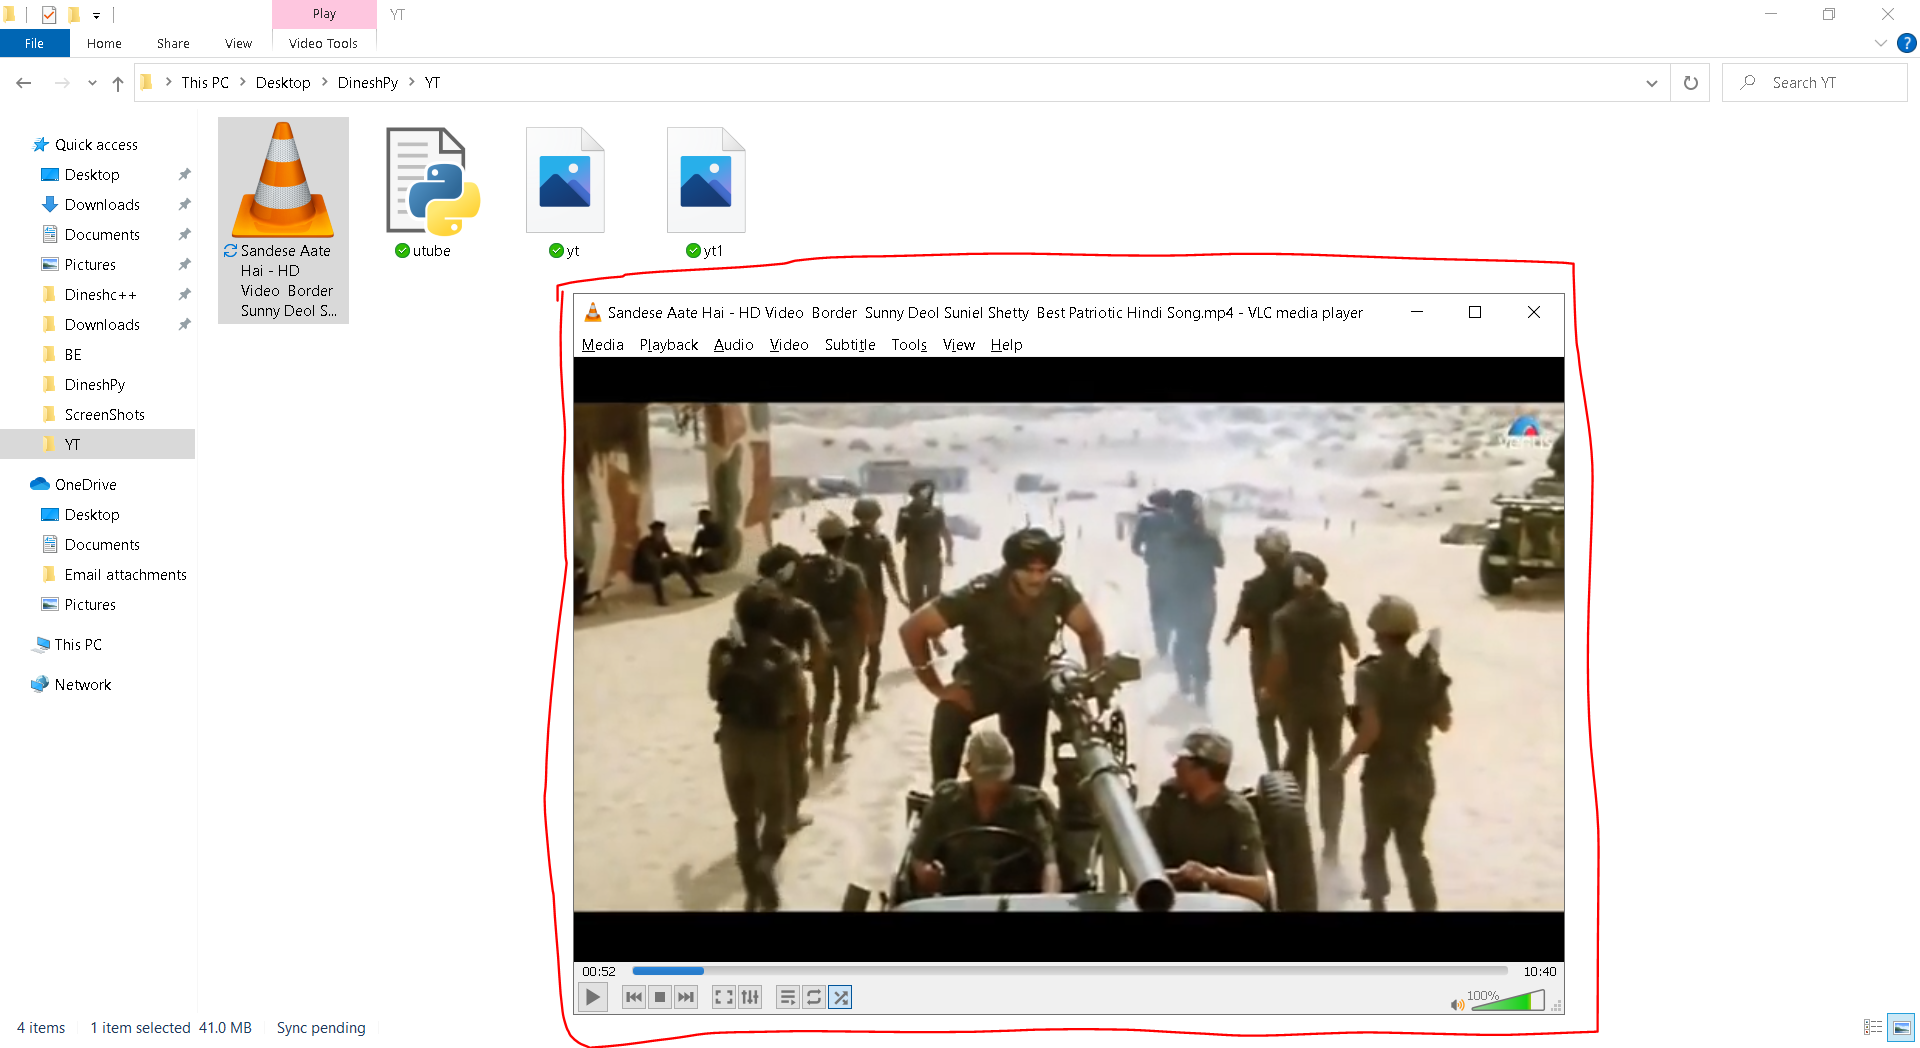 Play
YT
File
Home
Share
View
Video Tools
This PC
Desktop
DineshPy
YT
Search YT
Quick access
Desktop
Downloads
Documents
Pictures
Dineshc++
Downloads
BE
DineshPy
ScreenShots
YT
OneDrive
Desktop
Documents
Email attachments
Pictures
This PC
Network
Sandese Aate
Hai - HD
Video Border
Sunny Deol S...
utube
yt
yt1
Sandese Aate Hai - HD Video Border Sunny Deol Suniel Shetty Best Patriotic Hindi Song.mp4 - VLC media player
Media Playback Audio Video Subtitle Tools View Help
00:52
10:40
100%
4 items
1 item selected 41.0 MB
Sync pending